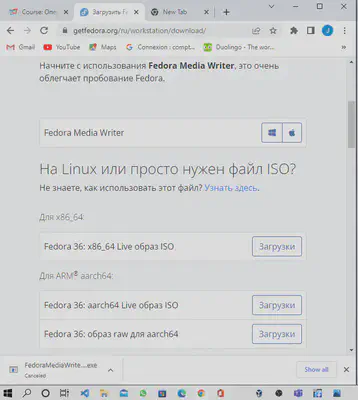 Course: Onn
Загрузить F
New Tab
getfedora.org/ru/workstation/download/
Gmail YouTube Maps Connexion : compt... Duolingo - The wor...
Начните с использования Fedora Media Writer, это очень
облегчает пробование Fedora.
Fedora Media Writer
На Linux или просто нужен файл ISO?
Не знаете, как использовать этот файл? Узнать здесь.
Для x86_64:
Fedora 36: x86_64 Live образ ISO Загрузки
Для ARM® aarch64:
Fedora 36: aarch64 Live образ ISO Загрузки
Fedora 36: образ raw для aarch64 Загрузки
FedoraMediaWrite....exe
Canceled
Show all